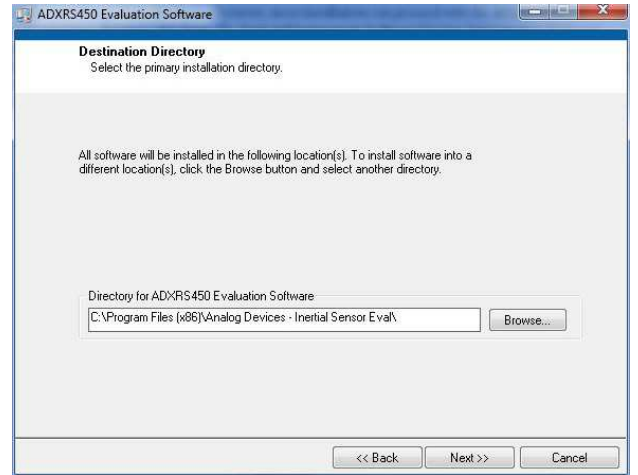 ADXRS450 Evaluation Software
Destination Directory
Select the primary installation directory.
All software will be installed in the following location(s). To install software into a
different location(s), click the Browse button and select another directory.
Directory for ADXRS450 Evaluation Software
C:\Program Files (x86)\Analog Devices - Inertial Sensor Eval\
Browse...
<< Back
Next >>
Cancel